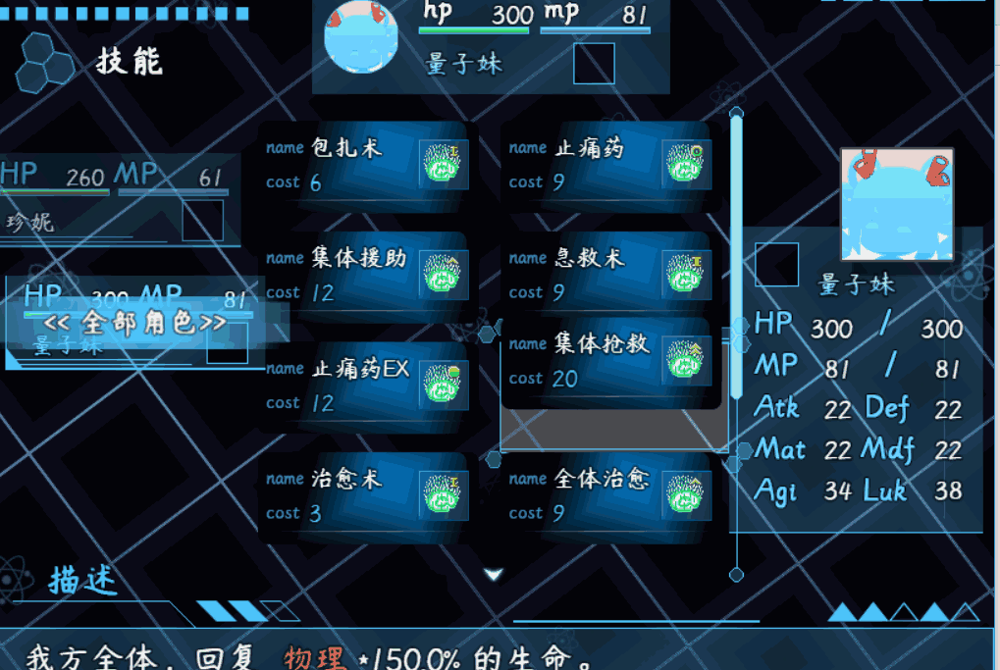 技能
hp 300 mp 81
量子妹
HP 260 MP 61
珍妮
HP 300 MP 81
<< 全部角色>>
量子妹
name 包扎术
cost 6
name 止痛药
cost 9
name 集体援助
cost 12
name 急救术
cost 9
name 止痛药EX
cost 12
name 集体抢救
cost 20
name 治愈术
cost 3
name 全体治愈
cost 9
量子妹
HP 300 / 300
MP 81 / 81
Atk 22 Def 22
Mat 22 Mdf 22
Agi 34 Luk 38
描述
我方全体，回复 物理*150.0% 的生命。